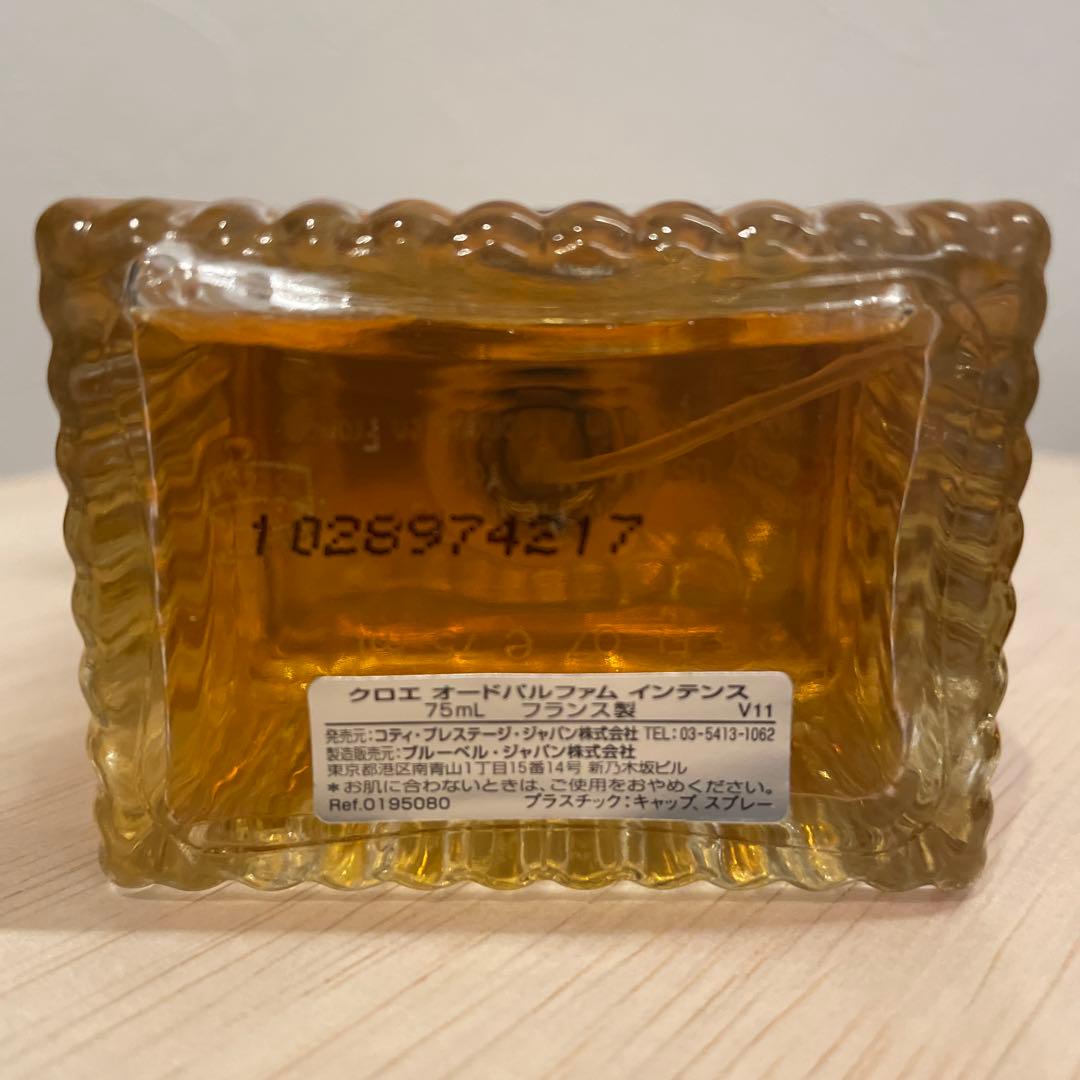 1028974217
クロエ オードパルファム インテンス
75mL フランス製 V11
発売元：コティ・プレステージ・ジャパン株式会社 TEL：03-5413-1062
製造販売元：ブルーベル・ジャパン株式会社
東京都港区南青山1丁目15番14号 新乃木坂ビル
＊お肌に合わないときは、ご使用をおやめください。
Ref.0195080 プラスチック：キャップ、スプレー